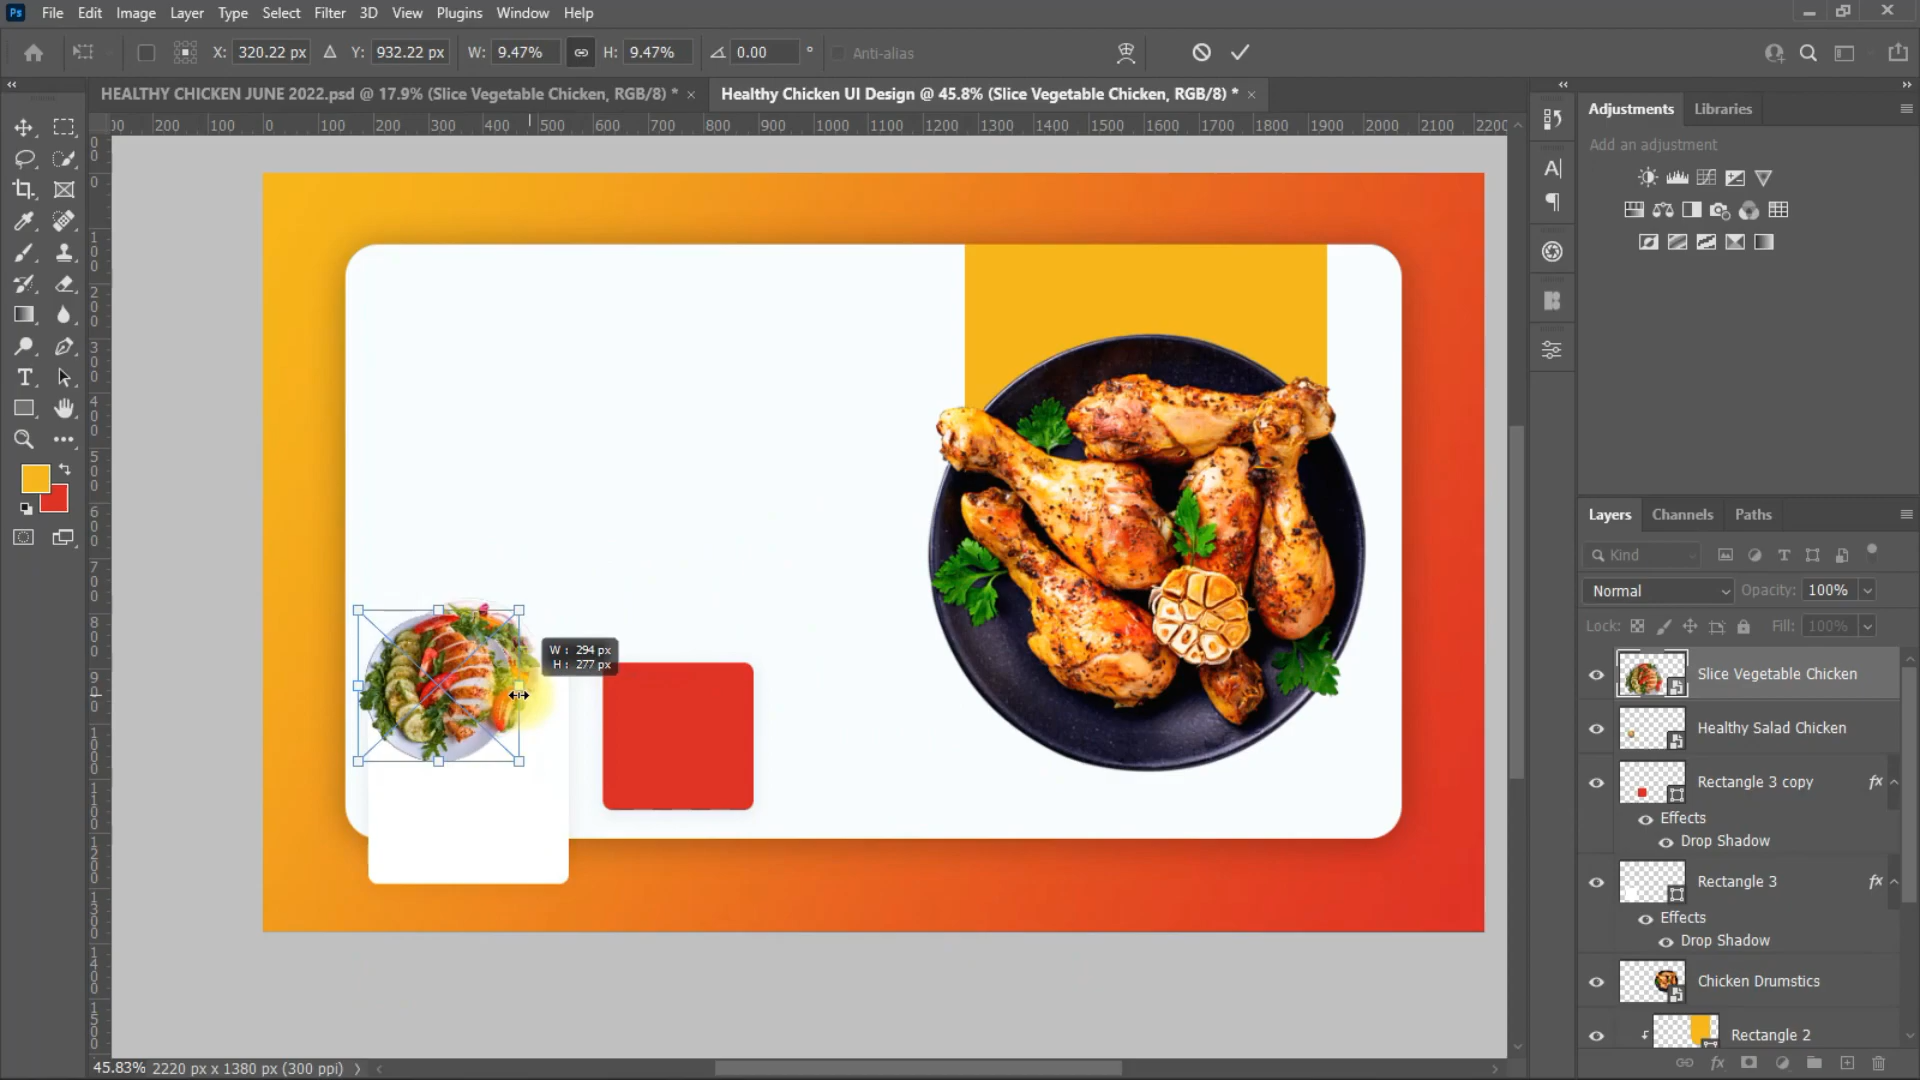 Ps File Edit Image Layer Type Select Filter 3D View Plugins Window Help
X: 320.22 px Y: 932.22 px W: 9.47% H: 9.47% 0.00 ° Anti-alias
HEALTHY CHICKEN JUNE 2022.psd @ 17.9% (Slice Vegetable Chicken, RGB/8) * ×
Healthy Chicken UI Design @ 45.8% (Slice Vegetable Chicken, RGB/8) * ×
00 200 100 0 100 200 300 400 500 600 700 800 900 1000 1100 1200 1300 1400 1500 1600 1700 1800 1900 2000 2100 2200
Adjustments Libraries
Add an adjustment
W : 294 px
H : 277 px
Layers Channels Paths
Kind
Normal Opacity: 100%
Lock: Fill: 100%
Slice Vegetable Chicken
Healthy Salad Chicken
Rectangle 3 copy fx
Effects
Drop Shadow
Rectangle 3 fx
Effects
Drop Shadow
Chicken Drumstics
Rectangle 2
45.83% 2220 px x 1380 px (300 ppi)